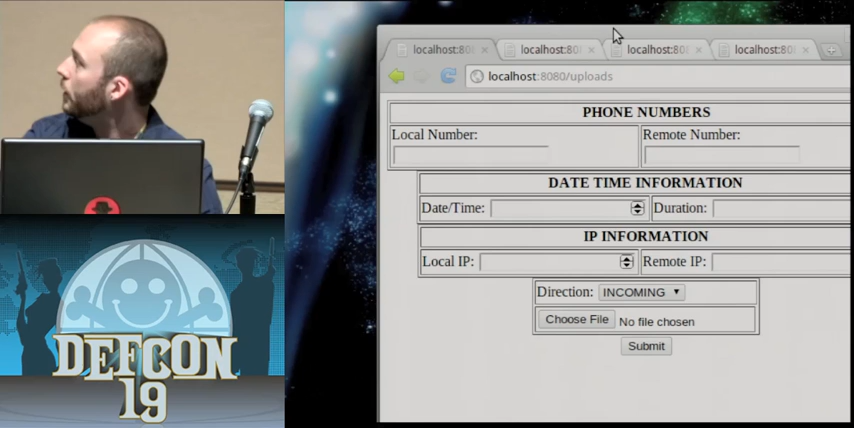 localhost:808
localhost:808
localhost:808
localhost:808
localhost:8080/uploads
PHONE NUMBERS
Local Number:
Remote Number:
DATE TIME INFORMATION
Date/Time:
Duration:
IP INFORMATION
Local IP:
Remote IP:
Direction: INCOMING
Choose File No file chosen
Submit
DEFCON
19